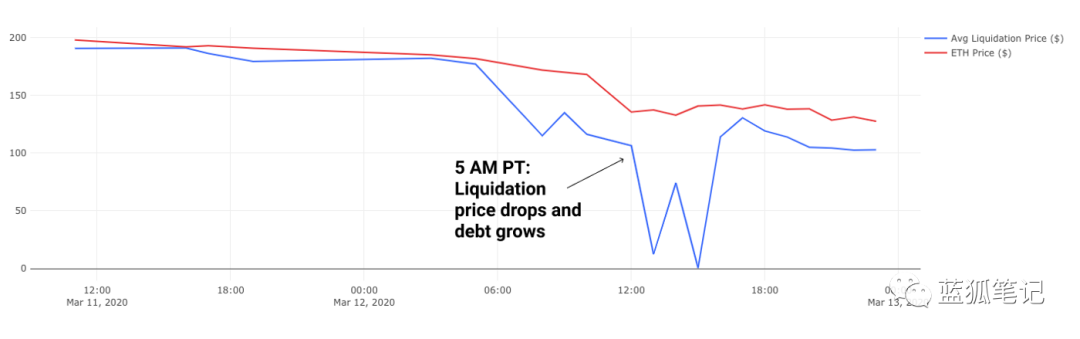 200
150
100
50
0
Avg Liquidation Price ($)
ETH Price ($)
5 AM PT:
Liquidation
price drops and
debt grows
12:00
Mar 11, 2020
18:00
00:00
Mar 12, 2020
06:00
12:00
18:00
Mar 13,
蓝狐笔记